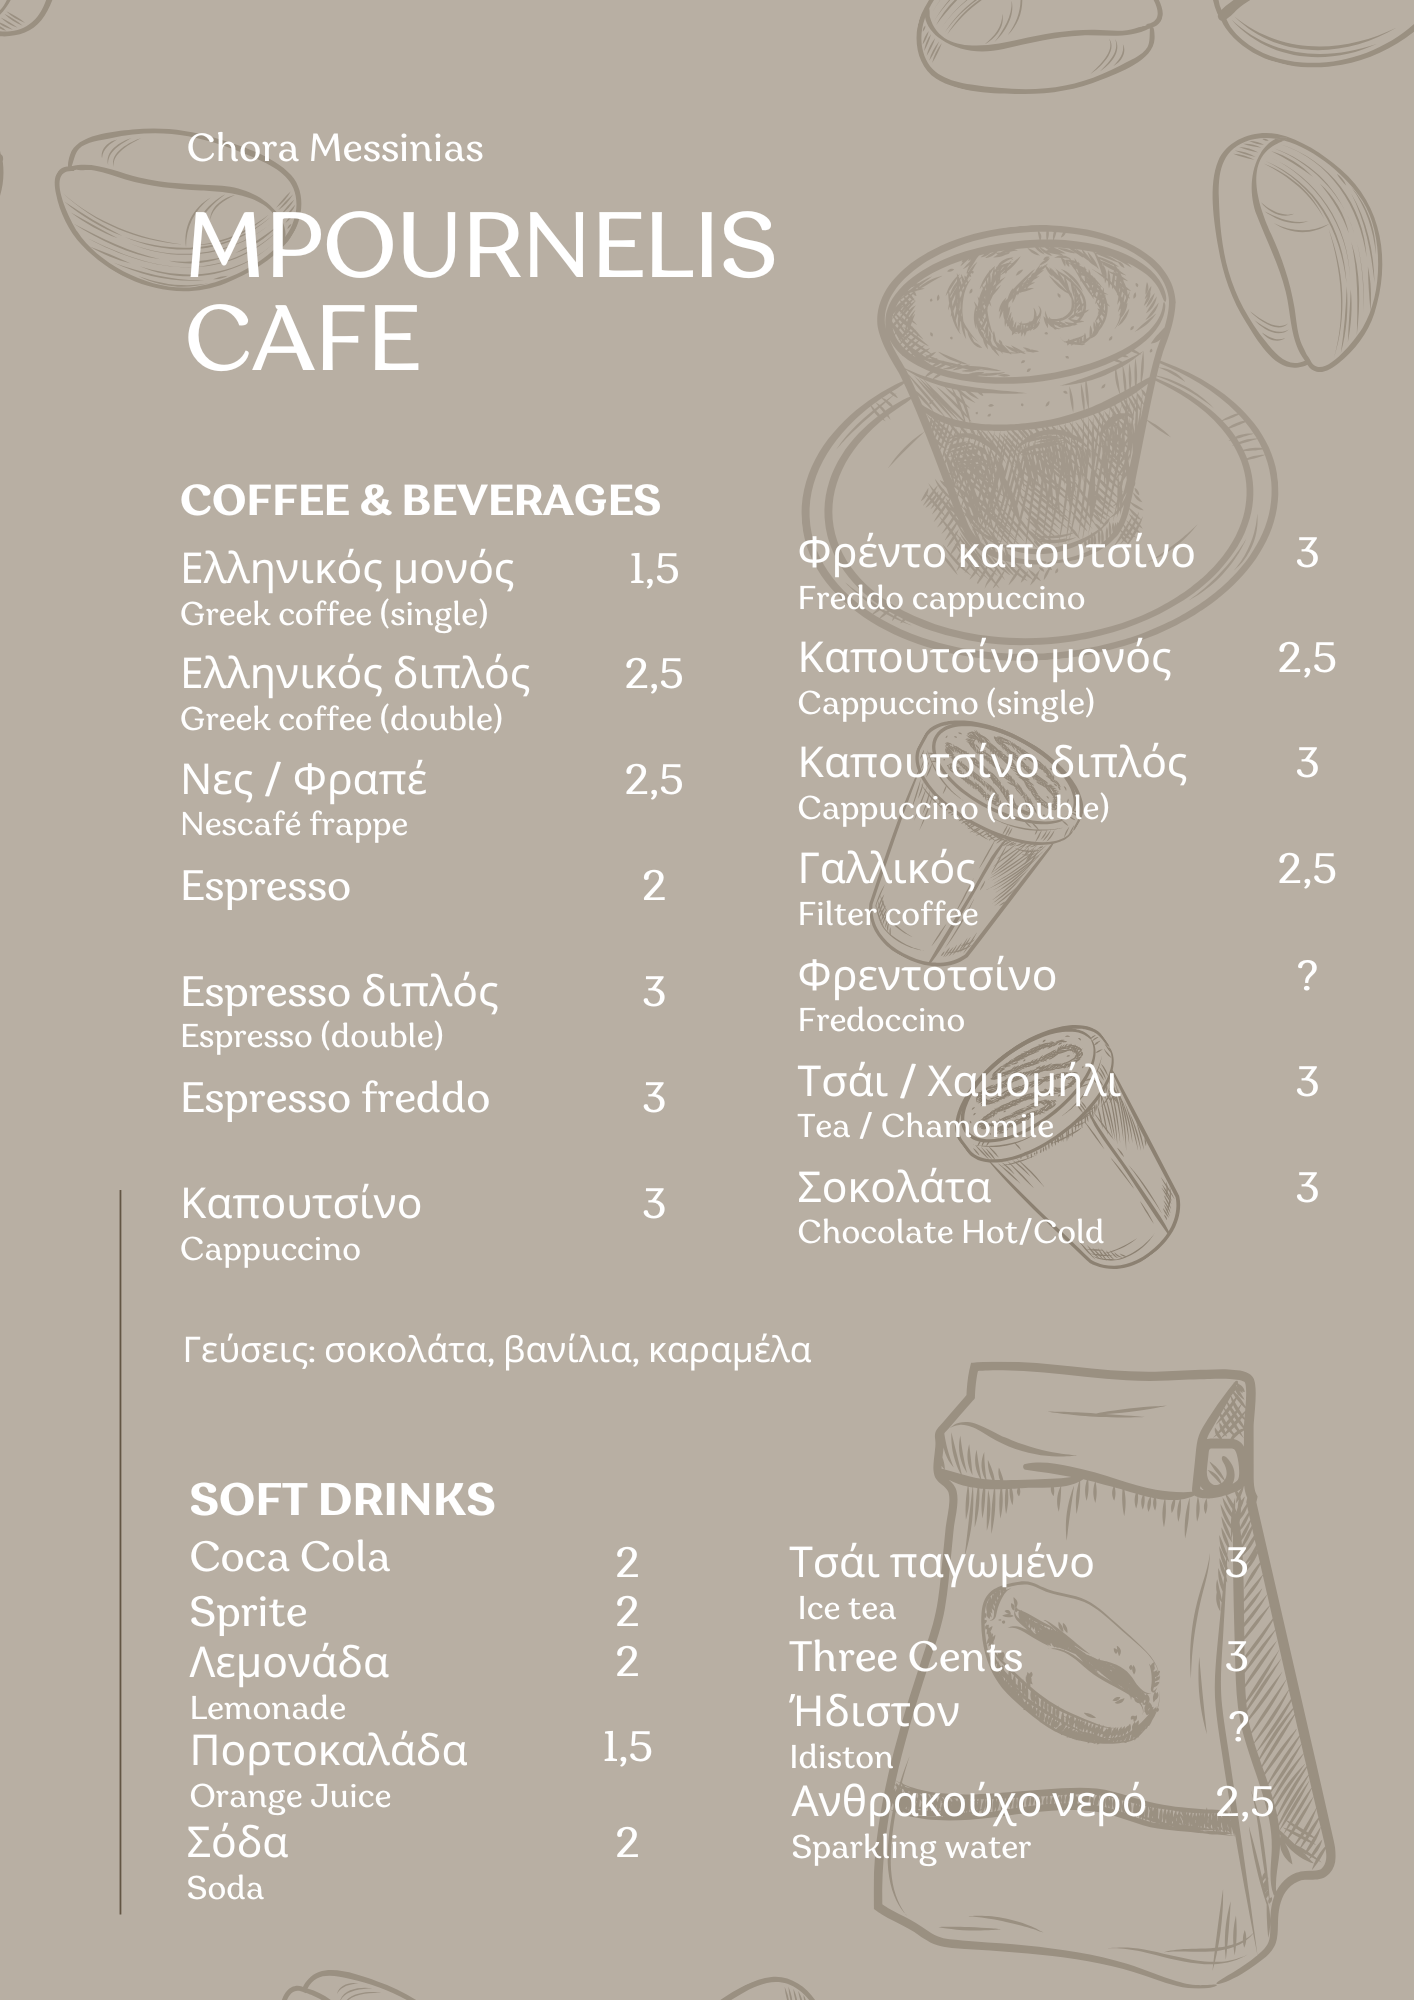 Chora Messinias
MPOURNELIS
CAFE
COFFEE & BEVERAGES
Ελληνικός μονός 1,5
Greek coffee (single)
Ελληνικός διπλός 2,5
Greek coffee (double)
Νες / Φραπέ 2,5
Nescafé frappe
Espresso 2
Espresso διπλός 3
Espresso (double)
Espresso freddo 3
Καπουτσίνο 3
Cappuccino
Φρέντο καπουτσίνο 3
Freddo cappuccino
Καπουτσίνο μονός 2,5
Cappuccino (single)
Καπουτσίνο διπλός 3
Cappuccino (double)
Γαλλικός 2,5
Filter coffee
Φρεντοτσίνο ?
Fredoccino
Τσάι / Χαμομήλι 3
Tea / Chamomile
Σοκολάτα 3
Chocolate Hot/Cold
Γεύσεις: σοκολάτα, βανίλια, καραμέλα
SOFT DRINKS
Coca Cola 2
Sprite 2
Λεμονάδα 2
Lemonade
Πορτοκαλάδα 1,5
Orange Juice
Σόδα 2
Soda
Τσάι παγωμένο 3
Ice tea
Three Cents 3
Ήδιστον ?
Idiston
Ανθρακούχο νερό 2,5
Sparkling water